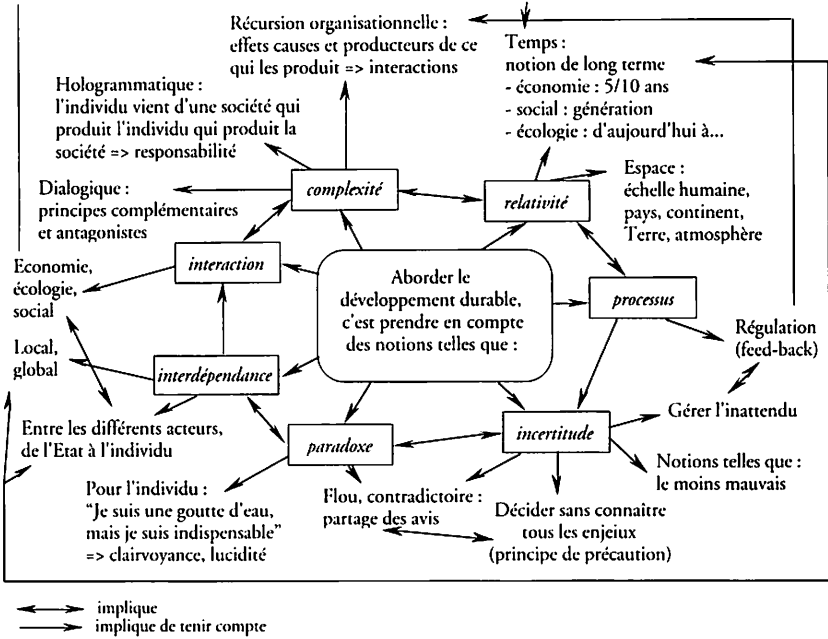 Récursion organisationnelle :
effets causes et producteurs de ce
qui les produit => interactions
Temps :
notion de long terme
- économie : 5/10 ans
- social : génération
- écologie : d'aujourd'hui à...
Hologrammatique :
l'individu vient d'une société qui
produit l'individu qui produit la
société => responsabilité
Dialogique :
principes complémentaires
et antagonistes
complexité
relativité
Espace :
échelle humaine,
pays, continent,
Terre, atmosphère
Economie,
écologie,
social
interaction
Aborder le
développement durable,
c'est prendre en compte
des notions telles que :
processus
Régulation
(feed-back)
Local,
global
interdépendance
Gérer l'inattendu
Entre les différents acteurs,
de l'Etat à l'individu
paradoxe
incertitude
Notions telles que :
le moins mauvais
Pour l'individu :
“Je suis une goutte d'eau,
mais je suis indispensable”
=> clairvoyance, lucidité
Flou, contradictoire :
partage des avis
Décider sans connaître
tous les enjeiux
(principe de précaution)
implique
implique de tenir compte